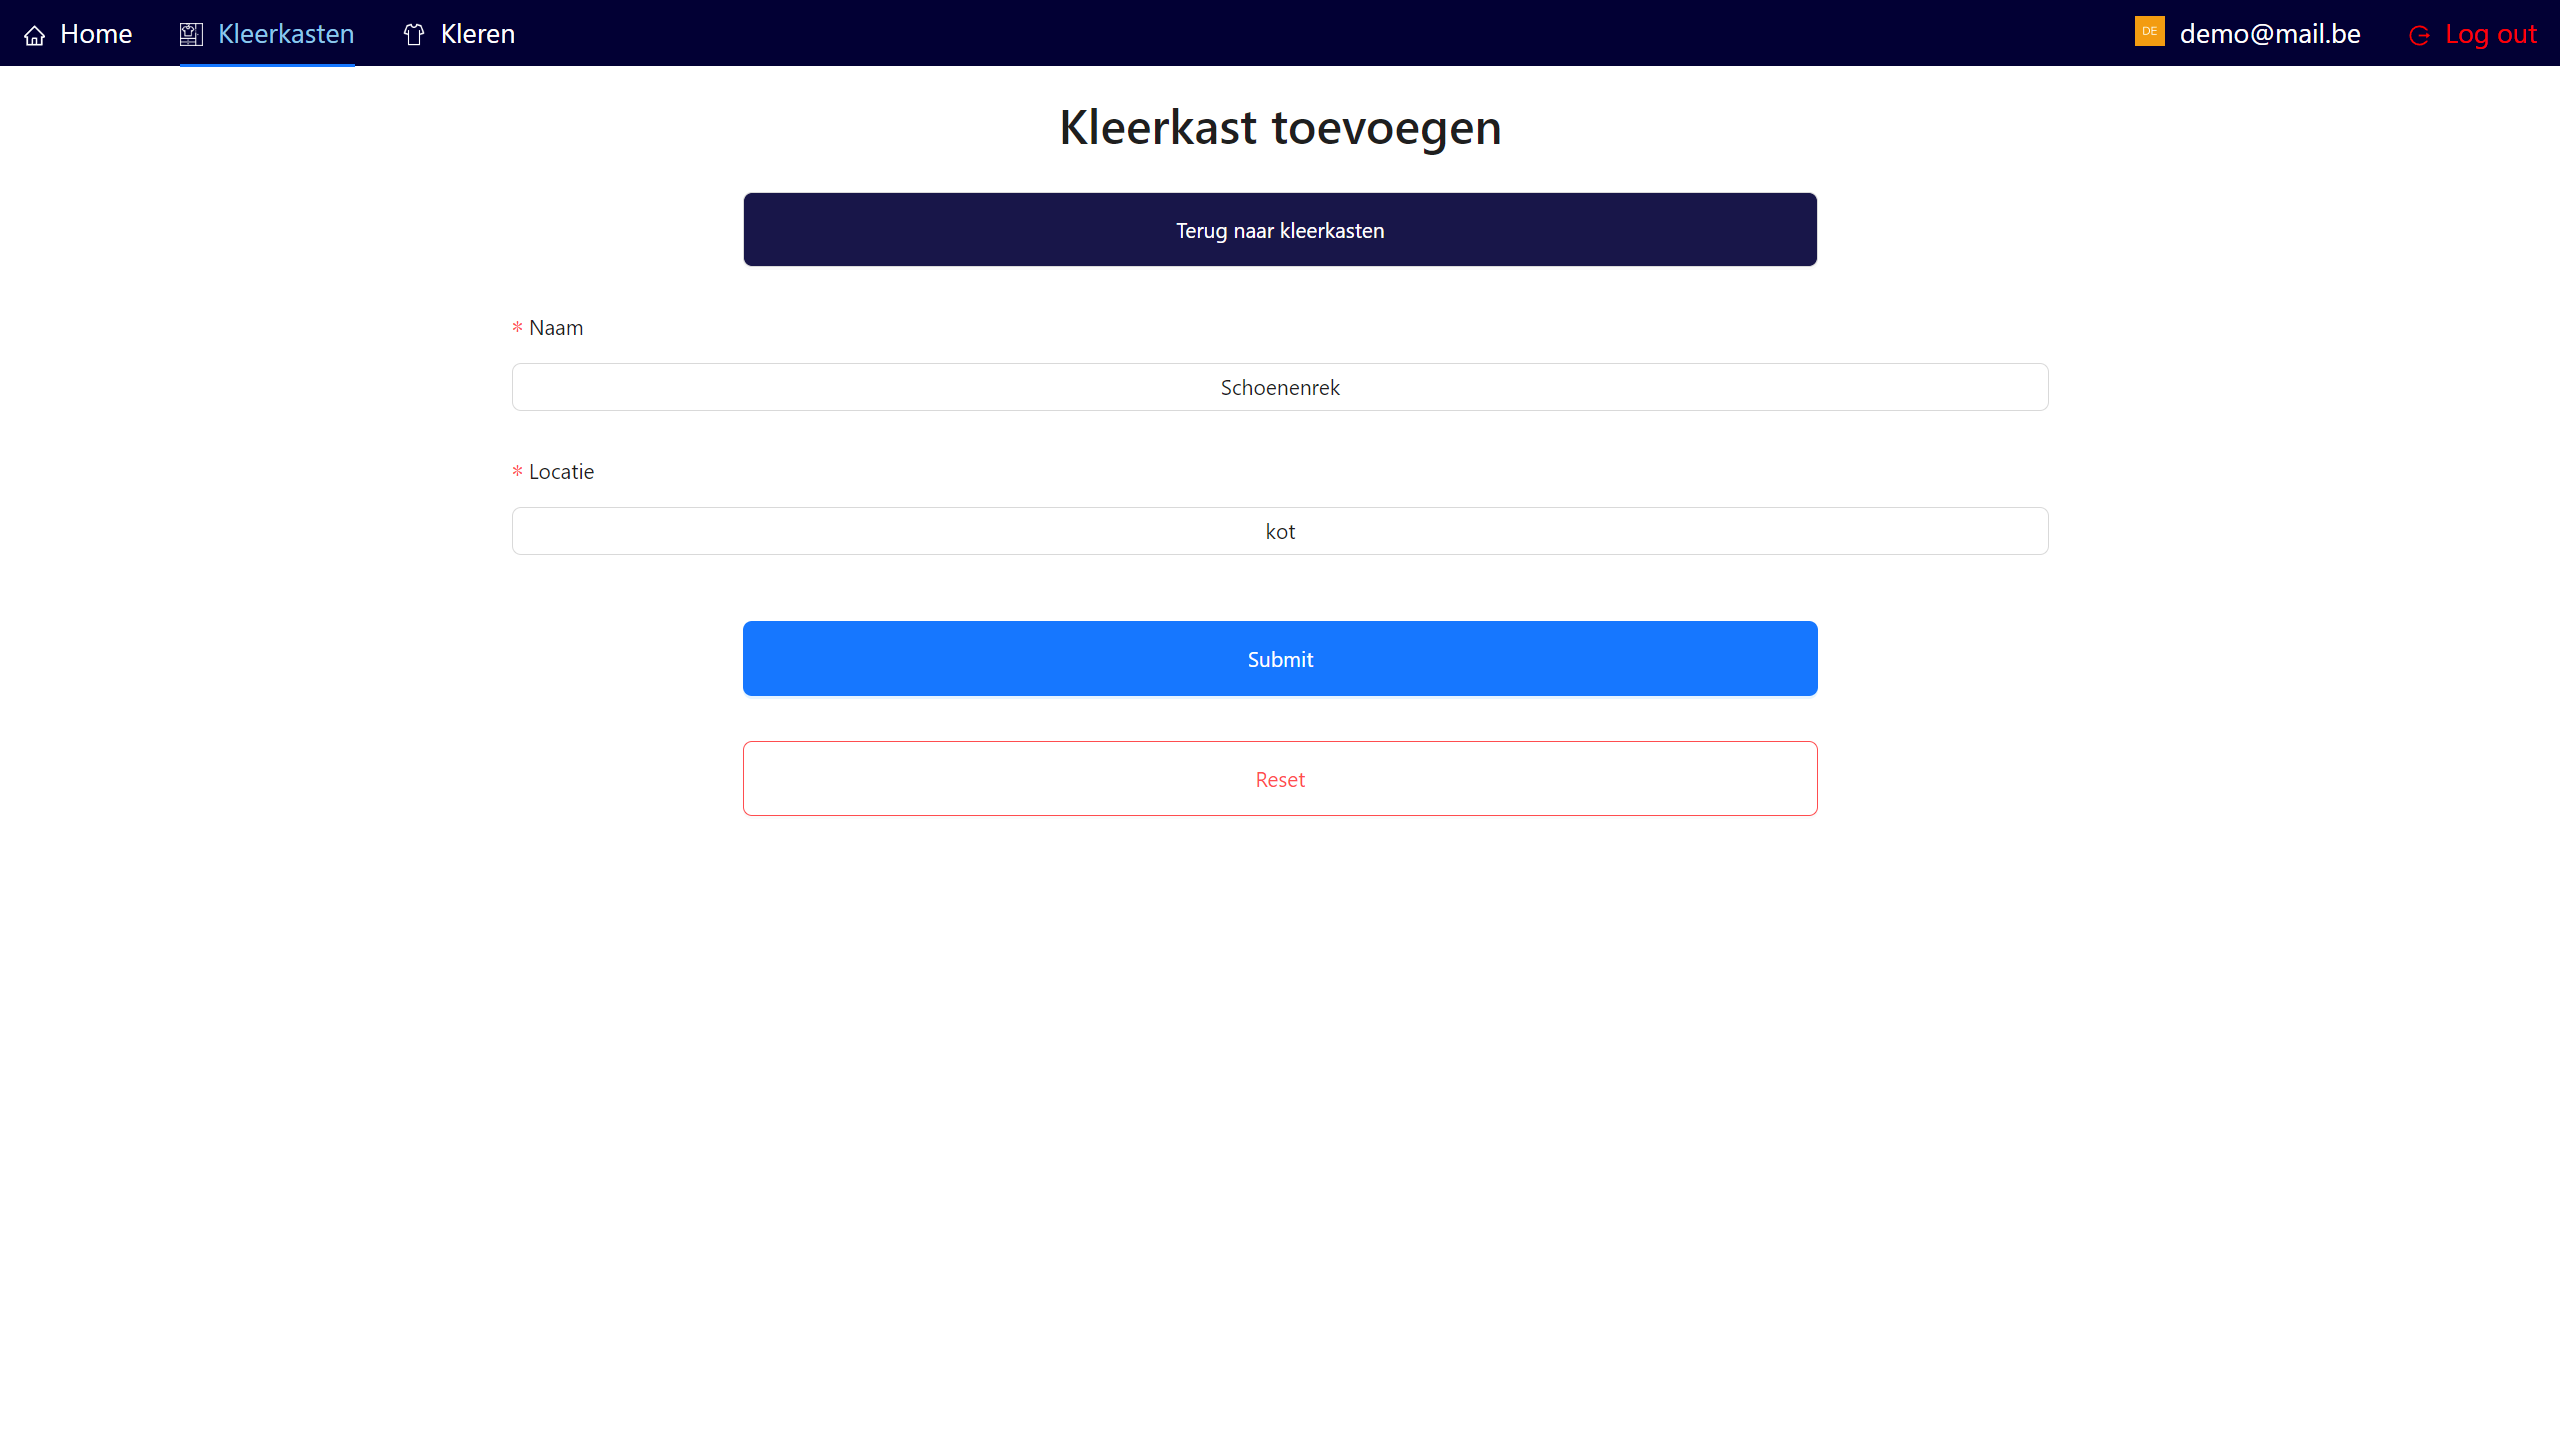 Home Kleerkasten Kleren DE demo@mail.be Log out
Kleerkast toevoegen
Terug naar kleerkasten
* Naam
Schoenenrek
* Locatie
kot
Submit
Reset